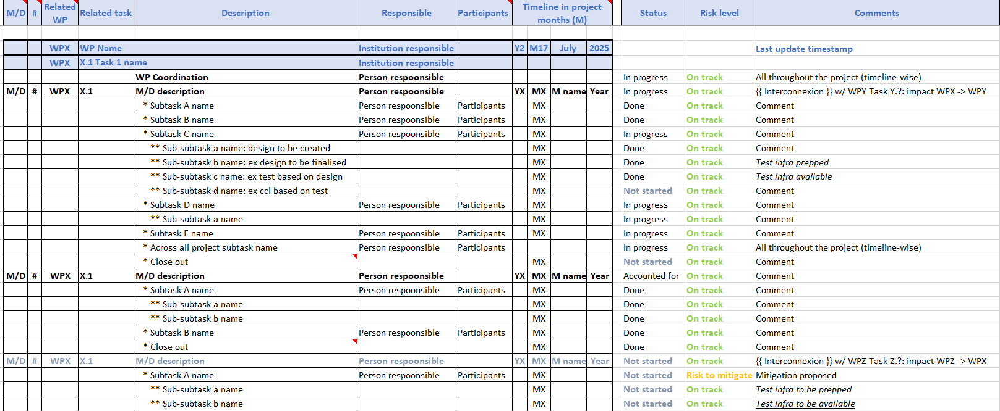 M/D # Related WP Related task Description Responsible Participants Timeline in project months (M) Status Risk level Comments
WPX WP Name Institution responsible Y2 M17 July 2025 Last update timestamp
WPX X.1 Task 1 name Institution responsible
WP Coordination Person respoonsible In progress On track All throughout the project (timeline-wise)
M/D # WPX X.1 M/D description Person respoonsible YX MX M name Year In progress On track {{ Interconnexion }} w/ WPY Task Y.?: impact WPX -> WPY
* Subtask A name Person respoonsible Participants MX Done On track Comment
* Subtask B name Person respoonsible Participants MX Done On track Comment
* Subtask C name Person respoonsible Participants MX In progress On track Comment
** Sub-subtask a name: design to be created MX Done On track Comment
** Sub-subtask b name: ex design to be finalised MX Done On track Test infra prepped
** Sub-subtask c name: ex test based on design MX Done On track Test infra available
** Sub-subtask d name: ex ccl based on test MX Not started On track Comment
* Subtask D name Person respoonsible Participants MX In progress On track Comment
** Sub-subtask a name MX In progress On track Comment
* Subtask E name Person respoonsible Participants MX In progress On track Comment
* Across all project subtask name Person respoonsible Participants In progress On track All throughout the project (timeline-wise)
* Close out MX Not started On track Comment
M/D # WPX X.1 M/D description Person respoonsible YX MX M name Year Accounted for On track Comment
* Subtask A name Person respoonsible Participants MX Done On track Comment
** Sub-subtask a name MX Done On track Comment
** Sub-subtask b name MX Done On track Comment
* Subtask B name Person respoonsible Participants MX Done On track Comment
* Close out MX Done On track Comment
M/D # WPX X.1 M/D description Person respoonsible YX MX M name Year Not started On track {{ Interconnexion }} w/ WPZ Task Z.?: impact WPZ -> WPX
* Subtask A name Person respoonsible Participants MX Not started Risk to mitigate Mitigation proposed
** Sub-subtask a name MX Not started On track Test infra to be prepped
** Sub-subtask b name MX Not started On track Test infra to be available